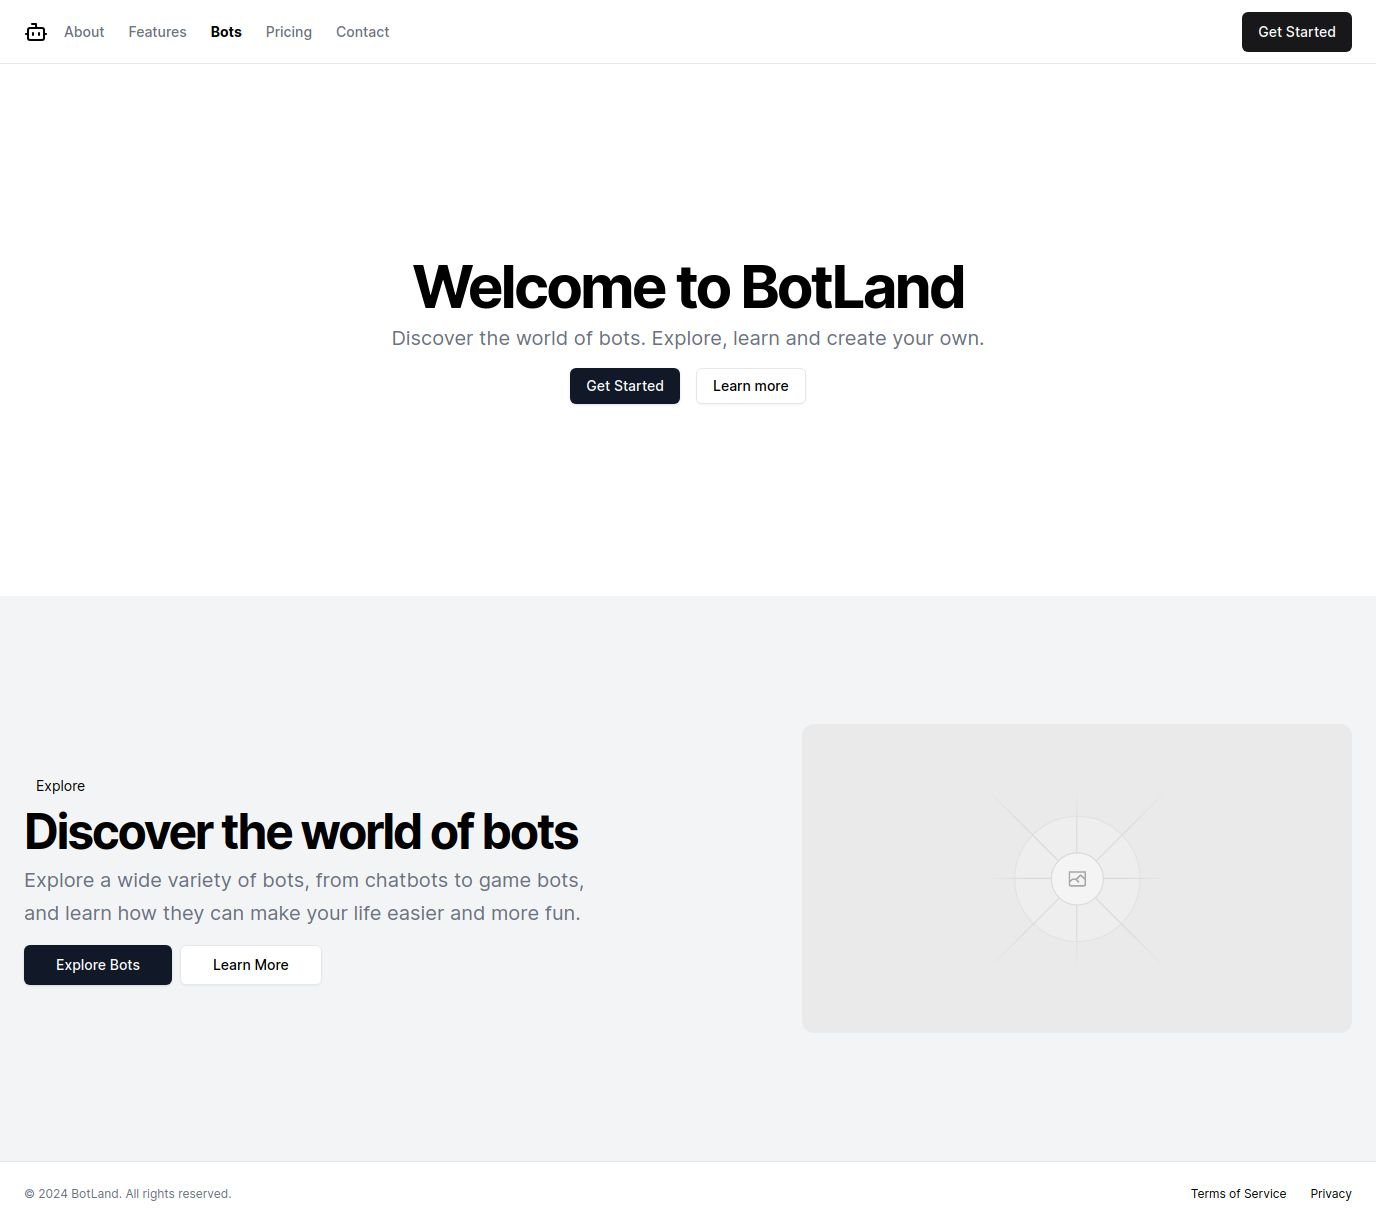 About Features Bots Pricing Contact Get Started
Welcome to BotLand
Discover the world of bots. Explore, learn and create your own.
Get Started Learn more
Explore
Discover the world of bots
Explore a wide variety of bots, from chatbots to game bots,
and learn how they can make your life easier and more fun.
Explore Bots Learn More
© 2024 BotLand. All rights reserved. Terms of Service Privacy